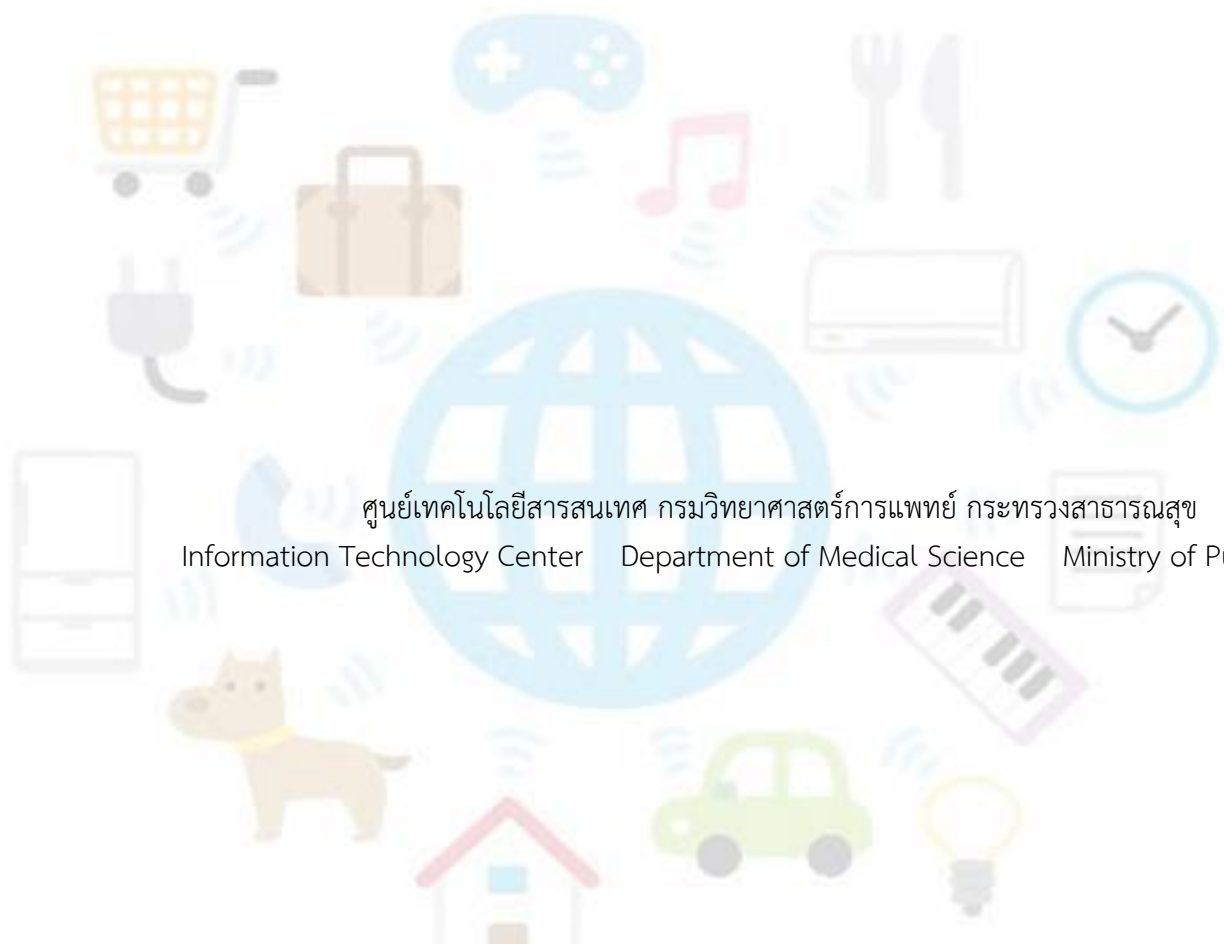 ศูนย์เทคโนโลยีสารสนเทศ กรมวิทยาศาสตร์การแพทย์ กระทรวงสาธารณสุข
Information Technology Center Department of Medical Science Ministry of